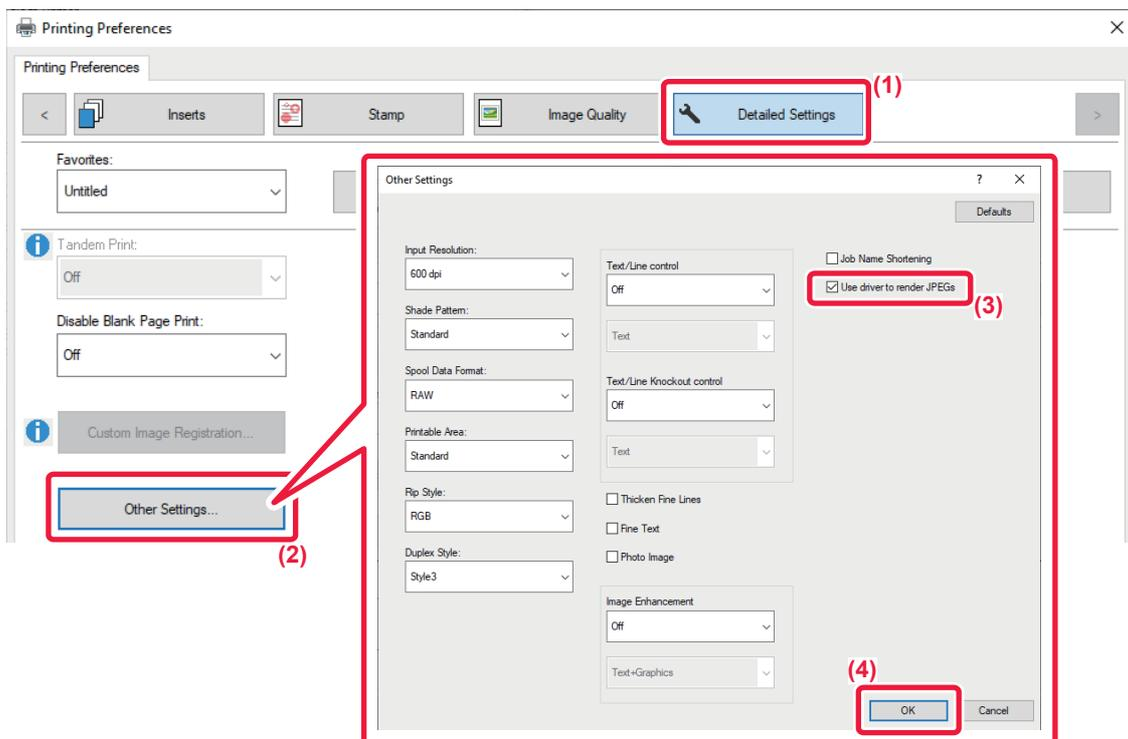 Printing Preferences
Printing Preferences
<
Inserts
Stamp
Image Quality
Detailed Settings
>
(1)
Favorites:
Untitled
Tandem Print:
Off
Disable Blank Page Print:
Off
Custom Image Registration...
Other Settings...
(2)
Other Settings
?
Defaults
Input Resolution:
600 dpi
Shade Pattern:
Standard
Spool Data Format:
RAW
Printable Area:
Standard
Rip Style:
RGB
Duplex Style:
Style3
Text/Line control
Off
Text
Text/Line Knockout control
Off
Text
Thicken Fine Lines
Fine Text
Photo Image
Image Enhancement
Off
Text+Graphics
Job Name Shortening
Use driver to render JPEGs
(3)
(4)
OK
Cancel